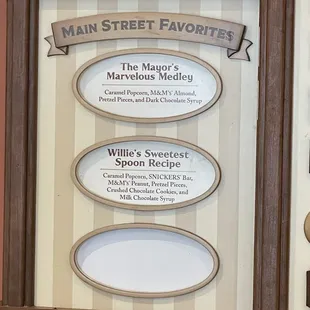 MAIN STREET FAVORITES
The Mayor's
Marvelous Medley
Caramel Popcorn, M&M'S® Almond,
Pretzel Pieces, and Dark Chocolate Syrup
Willie's Sweetest
Spoon Recipe
Caramel Popcorn, SNICKERS® Bar,
M&M'S® Peanut, Pretzel Pieces,
Crushed Chocolate Cookies, and
Milk Chocolate Syrup